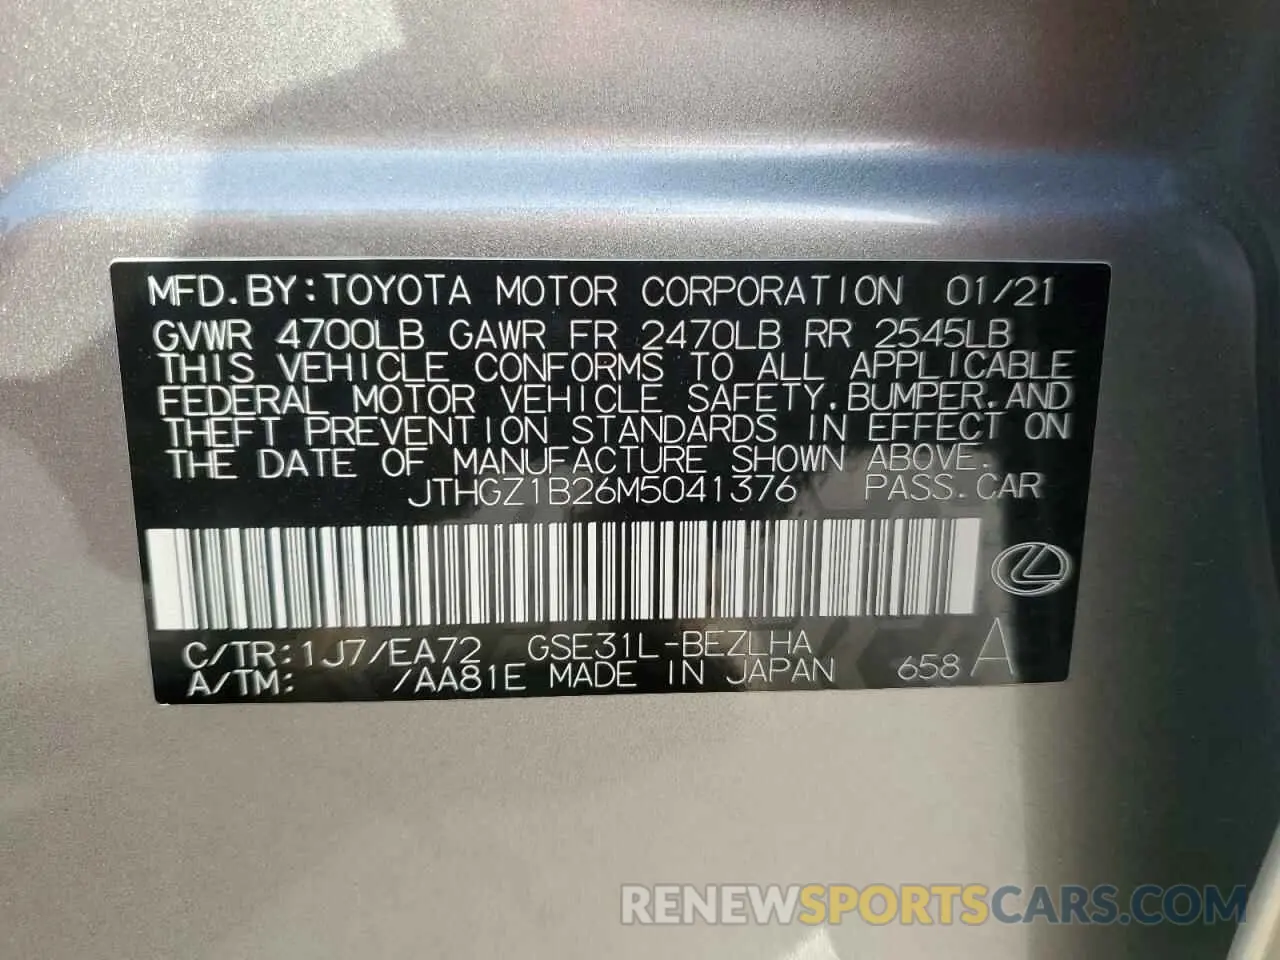 MFD.BY:TOYOTA MOTOR CORPORATION 01/21
GVWR 4700LB GAWR FR 2470LB RR 2545LB
THIS VEHICLE CONFORMS TO ALL APPLICABLE
FEDERAL MOTOR VEHICLE SAFETY,BUMPER,AND
THEFT PREVENTION STANDARDS IN EFFECT ON
THE DATE OF MANUFACTURE SHOWN ABOVE.
JTHGZ1B26M5041376 PASS.CAR
C/TR:1J7/EA72 GSE31L-BEZLHA
A/TM: /AA81E MADE IN JAPAN 658 A
RENEWSPORTSCARS.COM